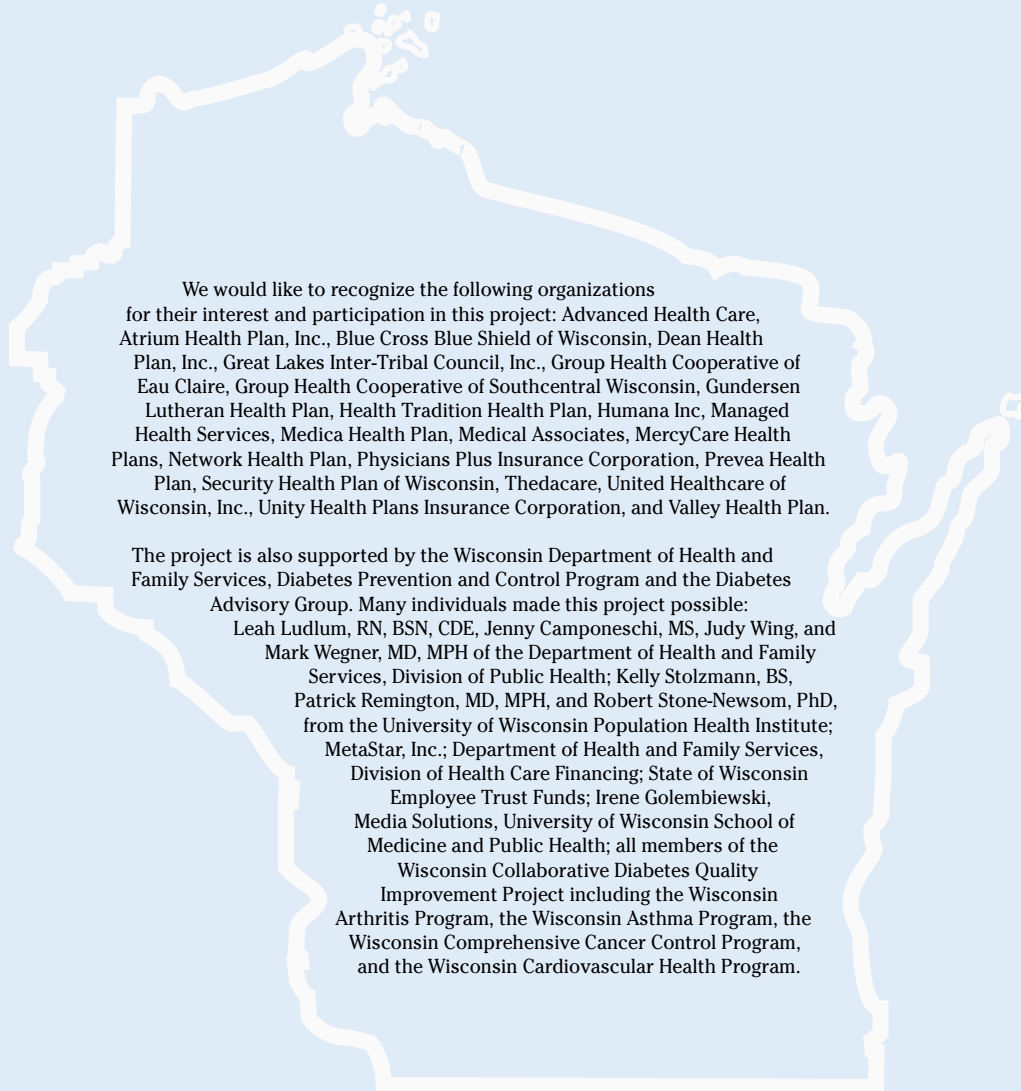 We would like to recognize the following organizations
for their interest and participation in this project: Advanced Health Care,
Atrium Health Plan, Inc., Blue Cross Blue Shield of Wisconsin, Dean Health
Plan, Inc., Great Lakes Inter-Tribal Council, Inc., Group Health Cooperative of
Eau Claire, Group Health Cooperative of Southcentral Wisconsin, Gundersen
Lutheran Health Plan, Health Tradition Health Plan, Humana Inc, Managed
Health Services, Medica Health Plan, Medical Associates, MercyCare Health
Plans, Network Health Plan, Physicians Plus Insurance Corporation, Prevea Health
Plan, Security Health Plan of Wisconsin, Thedacare, United Healthcare of
Wisconsin, Inc., Unity Health Plans Insurance Corporation, and Valley Health Plan.
The project is also supported by the Wisconsin Department of Health and
Family Services, Diabetes Prevention and Control Program and the Diabetes
Advisory Group. Many individuals made this project possible:
Leah Ludlum, RN, BSN, CDE, Jenny Camponeschi, MS, Judy Wing, and
Mark Wegner, MD, MPH of the Department of Health and Family
Services, Division of Public Health; Kelly Stolzmann, BS,
Patrick Remington, MD, MPH, and Robert Stone-Newsom, PhD,
from the University of Wisconsin Population Health Institute;
MetaStar, Inc.; Department of Health and Family Services,
Division of Health Care Financing; State of Wisconsin
Employee Trust Funds; Irene Golembiewski,
Media Solutions, University of Wisconsin School of
Medicine and Public Health; all members of the
Wisconsin Collaborative Diabetes Quality
Improvement Project including the Wisconsin
Arthritis Program, the Wisconsin Asthma Program, the
Wisconsin Comprehensive Cancer Control Program,
and the Wisconsin Cardiovascular Health Program.